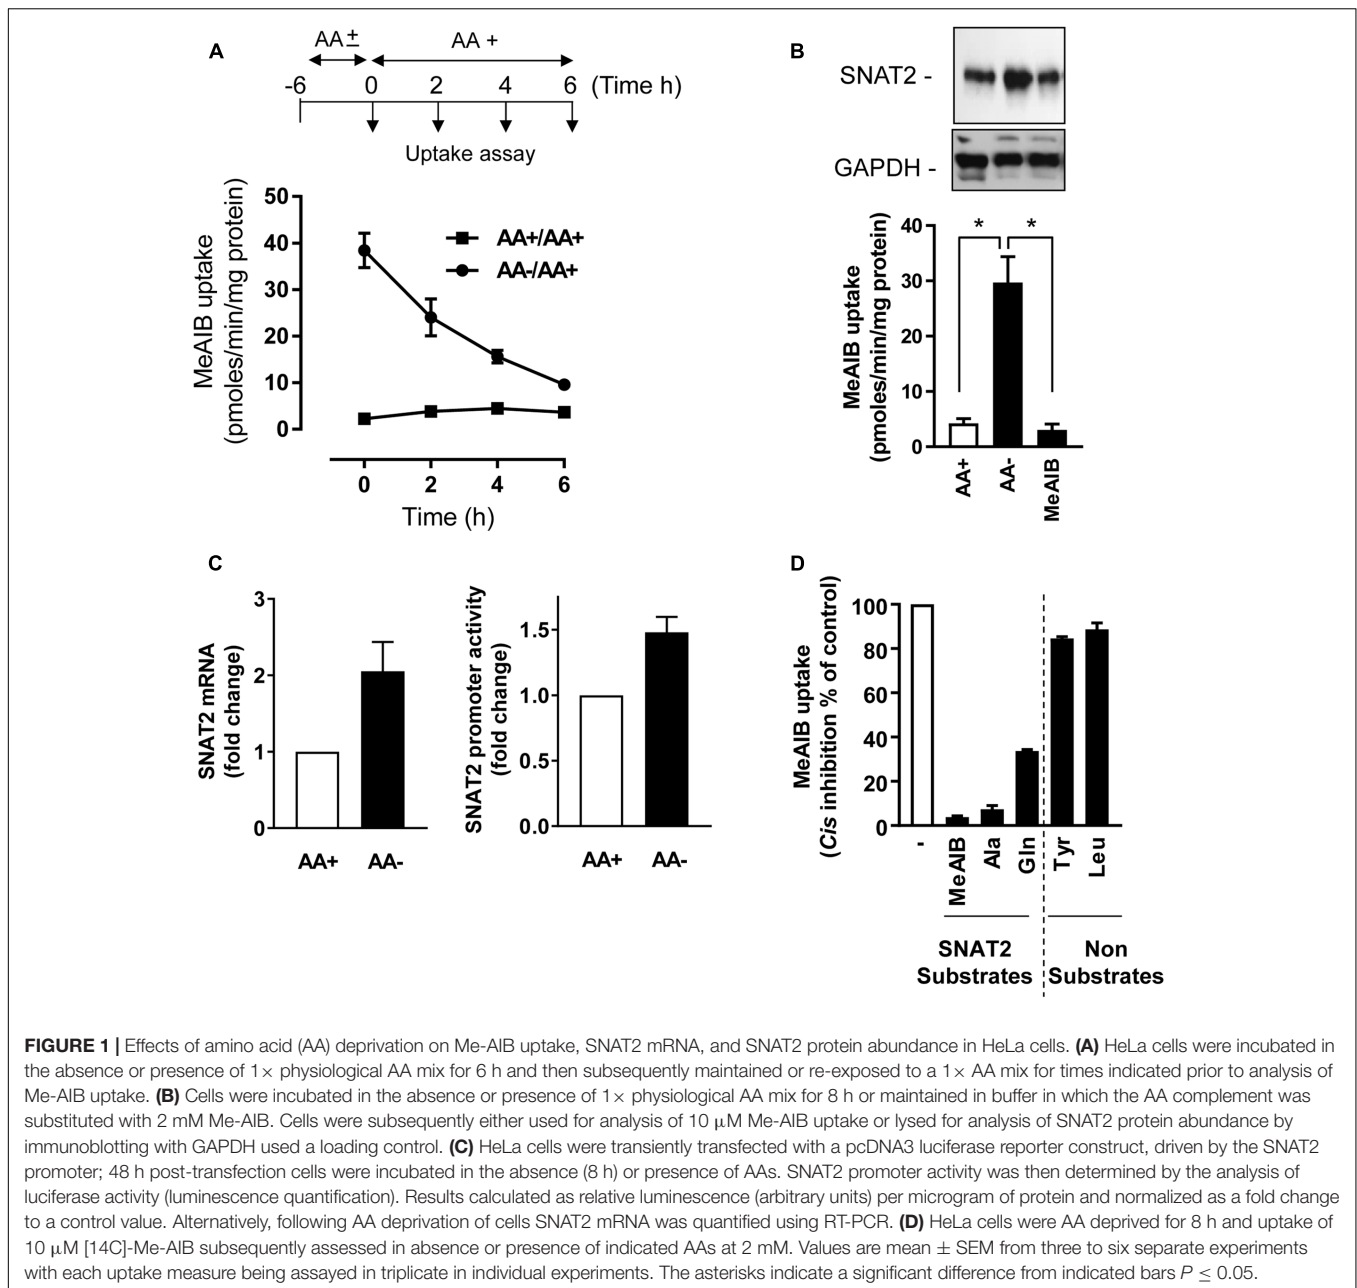 A
AA ±
AA +
-6 0 2 4 6 (Time h)
Uptake assay
MeAIB uptake
(pmoles/min/mg protein)
50
40
30
20
10
0
AA+/AA+
AA-/AA+
0 2 4 6
Time (h)
B
SNAT2 -
GAPDH -
MeAIB uptake
(pmoles/min/mg protein)
40
30
20
10
0
* *
AA+
AA-
MeAIB
C
SNAT2 mRNA
(fold change)
3
2
1
0
AA+ AA-
SNAT2 promoter activity
(fold change)
1.5
1.0
0.5
0.0
AA+ AA-
D
MeAIB uptake
(Cis inhibition % of control)
100
80
60
40
20
0
-
MeAIB
Ala
Gln
Tyr
Leu
SNAT2
Substrates
Non
Substrates
FIGURE 1 | Effects of amino acid (AA) deprivation on Me-AIB uptake, SNAT2 mRNA, and SNAT2 protein abundance in HeLa cells. (A) HeLa cells were incubated in
the absence or presence of 1× physiological AA mix for 6 h and then subsequently maintained or re-exposed to a 1× AA mix for times indicated prior to analysis of
Me-AIB uptake. (B) Cells were incubated in the absence or presence of 1× physiological AA mix for 8 h or maintained in buffer in which the AA complement was
substituted with 2 mM Me-AIB. Cells were subsequently either used for analysis of 10 μM Me-AIB uptake or lysed for analysis of SNAT2 protein abundance by
immunoblotting with GAPDH used a loading control. (C) HeLa cells were transiently transfected with a pcDNA3 luciferase reporter construct, driven by the SNAT2
promoter; 48 h post-transfection cells were incubated in the absence (8 h) or presence of AAs. SNAT2 promoter activity was then determined by the analysis of
luciferase activity (luminescence quantification). Results calculated as relative luminescence (arbitrary units) per microgram of protein and normalized as a fold change
to a control value. Alternatively, following AA deprivation of cells SNAT2 mRNA was quantified using RT-PCR. (D) HeLa cells were AA deprived for 8 h and uptake of
10 μM [14C]-Me-AIB subsequently assessed in absence or presence of indicated AAs at 2 mM. Values are mean ± SEM from three to six separate experiments
with each uptake measure being assayed in triplicate in individual experiments. The asterisks indicate a significant difference from indicated bars P ≤ 0.05.